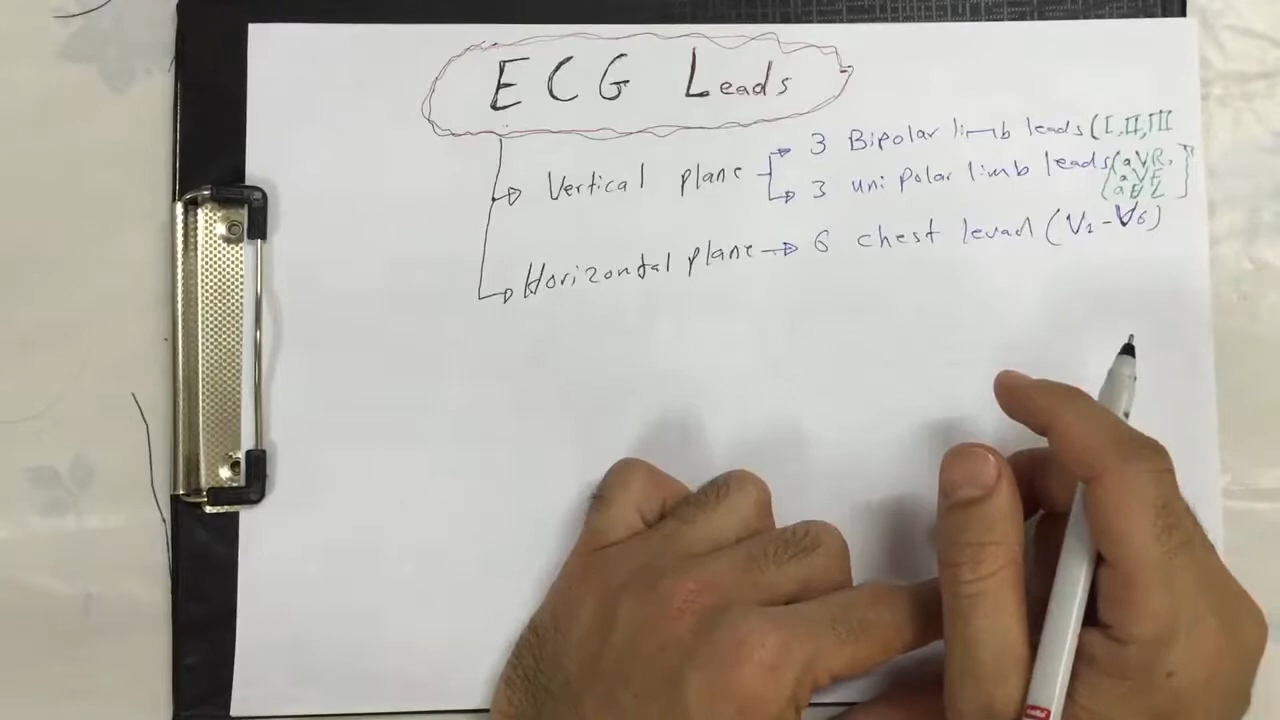 ECG Leads
3 Bipolar limb leads (I, II, III
Vertical plane
3 uni polar limb leads (aVR,
aVF
aVL
Horizontal plane → 6 chest (V1-V6)